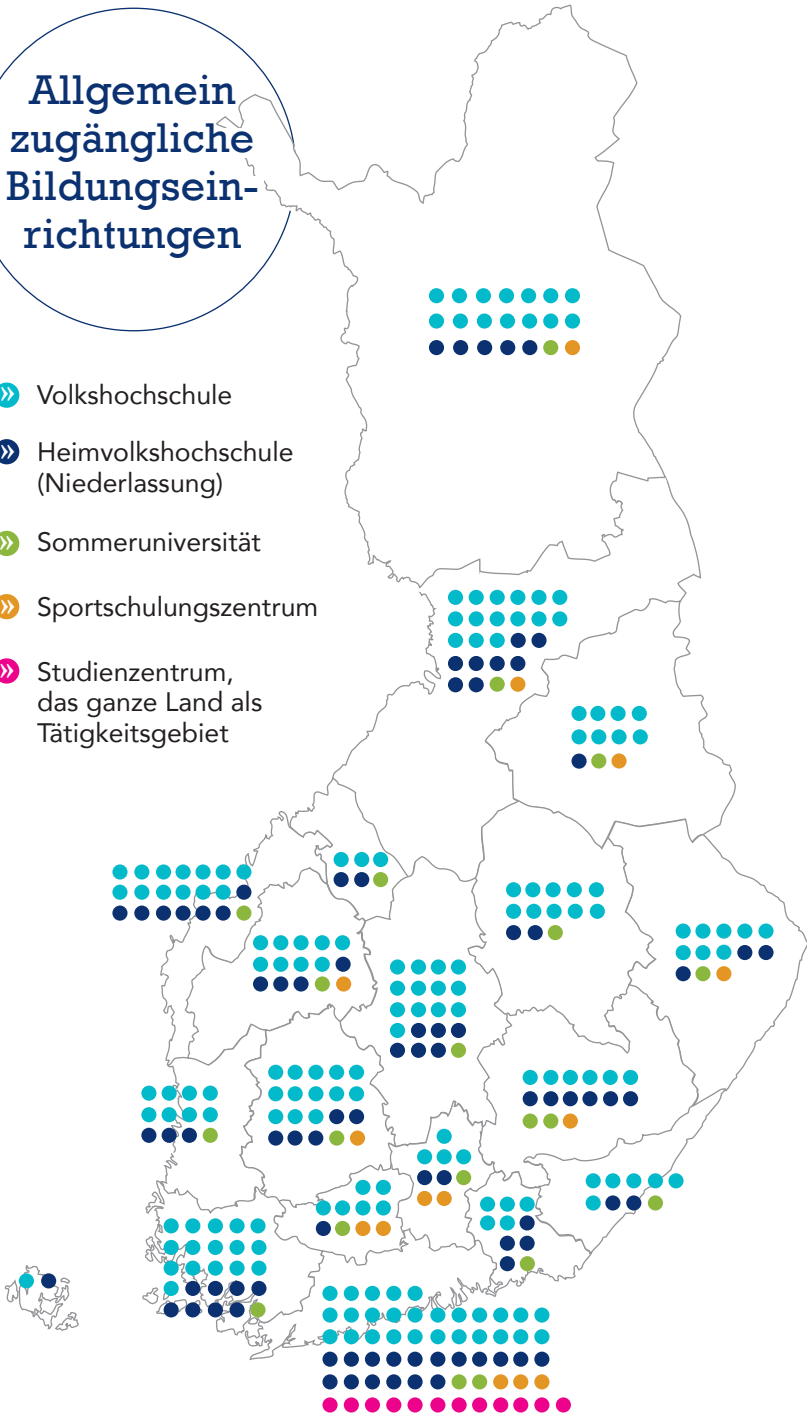 Allgemein
zugängliche
Bildungsein-
richtungen
» Volkshochschule
» Heimvolkshochschule
(Niederlassung)
» Sommeruniversität
» Sportschulungszentrum
» Studienzentrum,
das ganze Land als
Tätigkeitsgebiet